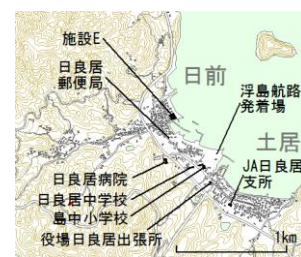 施設E
日良居
郵便局
日前
浮島航路
発着場
土居
JA日良居
支所
日良居病院
日良居中学校
島中小学校
役場日良居出張所
1km